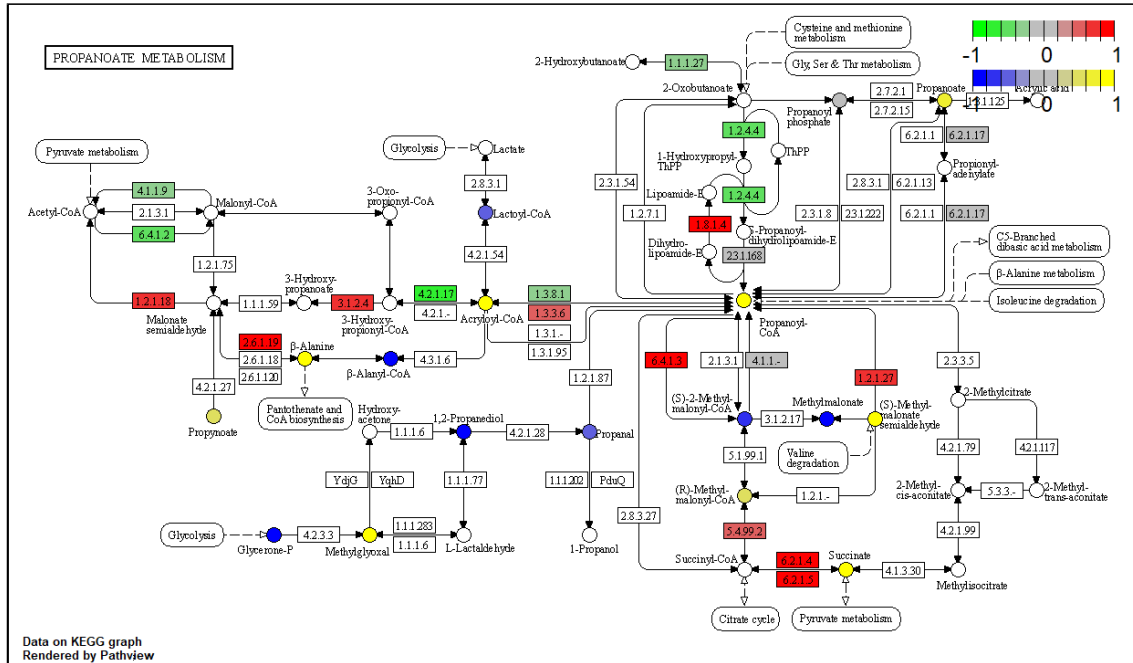 PROPANOATE METABOLISM
-1 0 1
-1 0 1
Cysteine and methionine
metabolism
Gly, Ser & Thr metabolism
2-Hydroxybutanoate
1.1.1.27
2-Oxobutanoate
Propanoyl
phosphate
2.7.2.1
2.7.2.15
Propanoate
1.3.1.125
Acrylic acid
1.2.4.4
1-Hydroxypropyl-
ThPP
ThPP
6.2.1.1
6.2.1.17
Propionyl-
adenylate
Pyruvate metabolism
Glycolysis
Lactate
2.8.3.1
Lactoyl-CoA
4.2.1.54
4.1.1.9
Acetyl-CoA
2.1.3.1
Malonyl-CoA
6.4.1.2
3-Oxo-
propionyl-CoA
1.2.1.75
2.3.1.54
1.2.7.1
Lipoamide-E
1.2.4.4
1.8.1.4
Dihydro-
lipoamide-E
S-Propanoyl-
dihydrolipoamide-E
2.3.1.168
2.3.1.8
2.3.1.222
2.8.3.1
6.2.1.13
6.2.1.1
6.2.1.17
C5-Branched
dibasic acid metabolism
β-Alanine metabolism
Isoleucine degradation
1.2.1.18
Malonate
semialdehyde
1.1.1.59
3-Hydroxy-
propanoate
3.1.2.4
3-Hydroxy-
propionyl-CoA
4.2.1.17
4.2.1.-
Acryloyl-CoA
1.3.8.1
1.3.3.6
1.3.1.-
1.3.1.95
Propanoyl-
CoA
2.6.1.19
2.6.1.18
2.6.1.120
β-Alanine
β-Alanyl-CoA
4.3.1.6
4.2.1.27
Propynoate
Pantothenate and
CoA biosynthesis
1.2.1.87
6.4.1.3
2.1.3.1
4.1.1.-
1.2.1.27
2.3.3.5
(S)-2-Methyl-
malonyl-CoA
3.1.2.17
Methylmalonate
(S)-Methyl-
malonate
semialdehyde
2-Methylcitrate
Hydroxy-
acetone
1.1.1.6
1,2-Propanediol
4.2.1.28
Propanal
5.1.99.1
Valine
degradation
4.2.1.79
4.2.1.117
YdjG
YqhD
1.1.1.77
1.1.1.202
PduQ
(R)-Methyl-
malonyl-CoA
1.2.1.-
2-Methyl-
cis-aconitate
5.3.3.-
2-Methyl-
trans-aconitate
2.8.3.27
5.4.99.2
4.2.1.99
Glycolysis
Glycerone-P
4.2.3.3
Methylglyoxal
1.1.1.283
1.1.1.6
L-Lactaldehyde
1-Propanol
Succinyl-CoA
6.2.1.4
6.2.1.5
Succinate
4.1.3.30
Methylisocitrate
Citrate cycle
Pyruvate metabolism
Data on KEGG graph
Rendered by Pathview